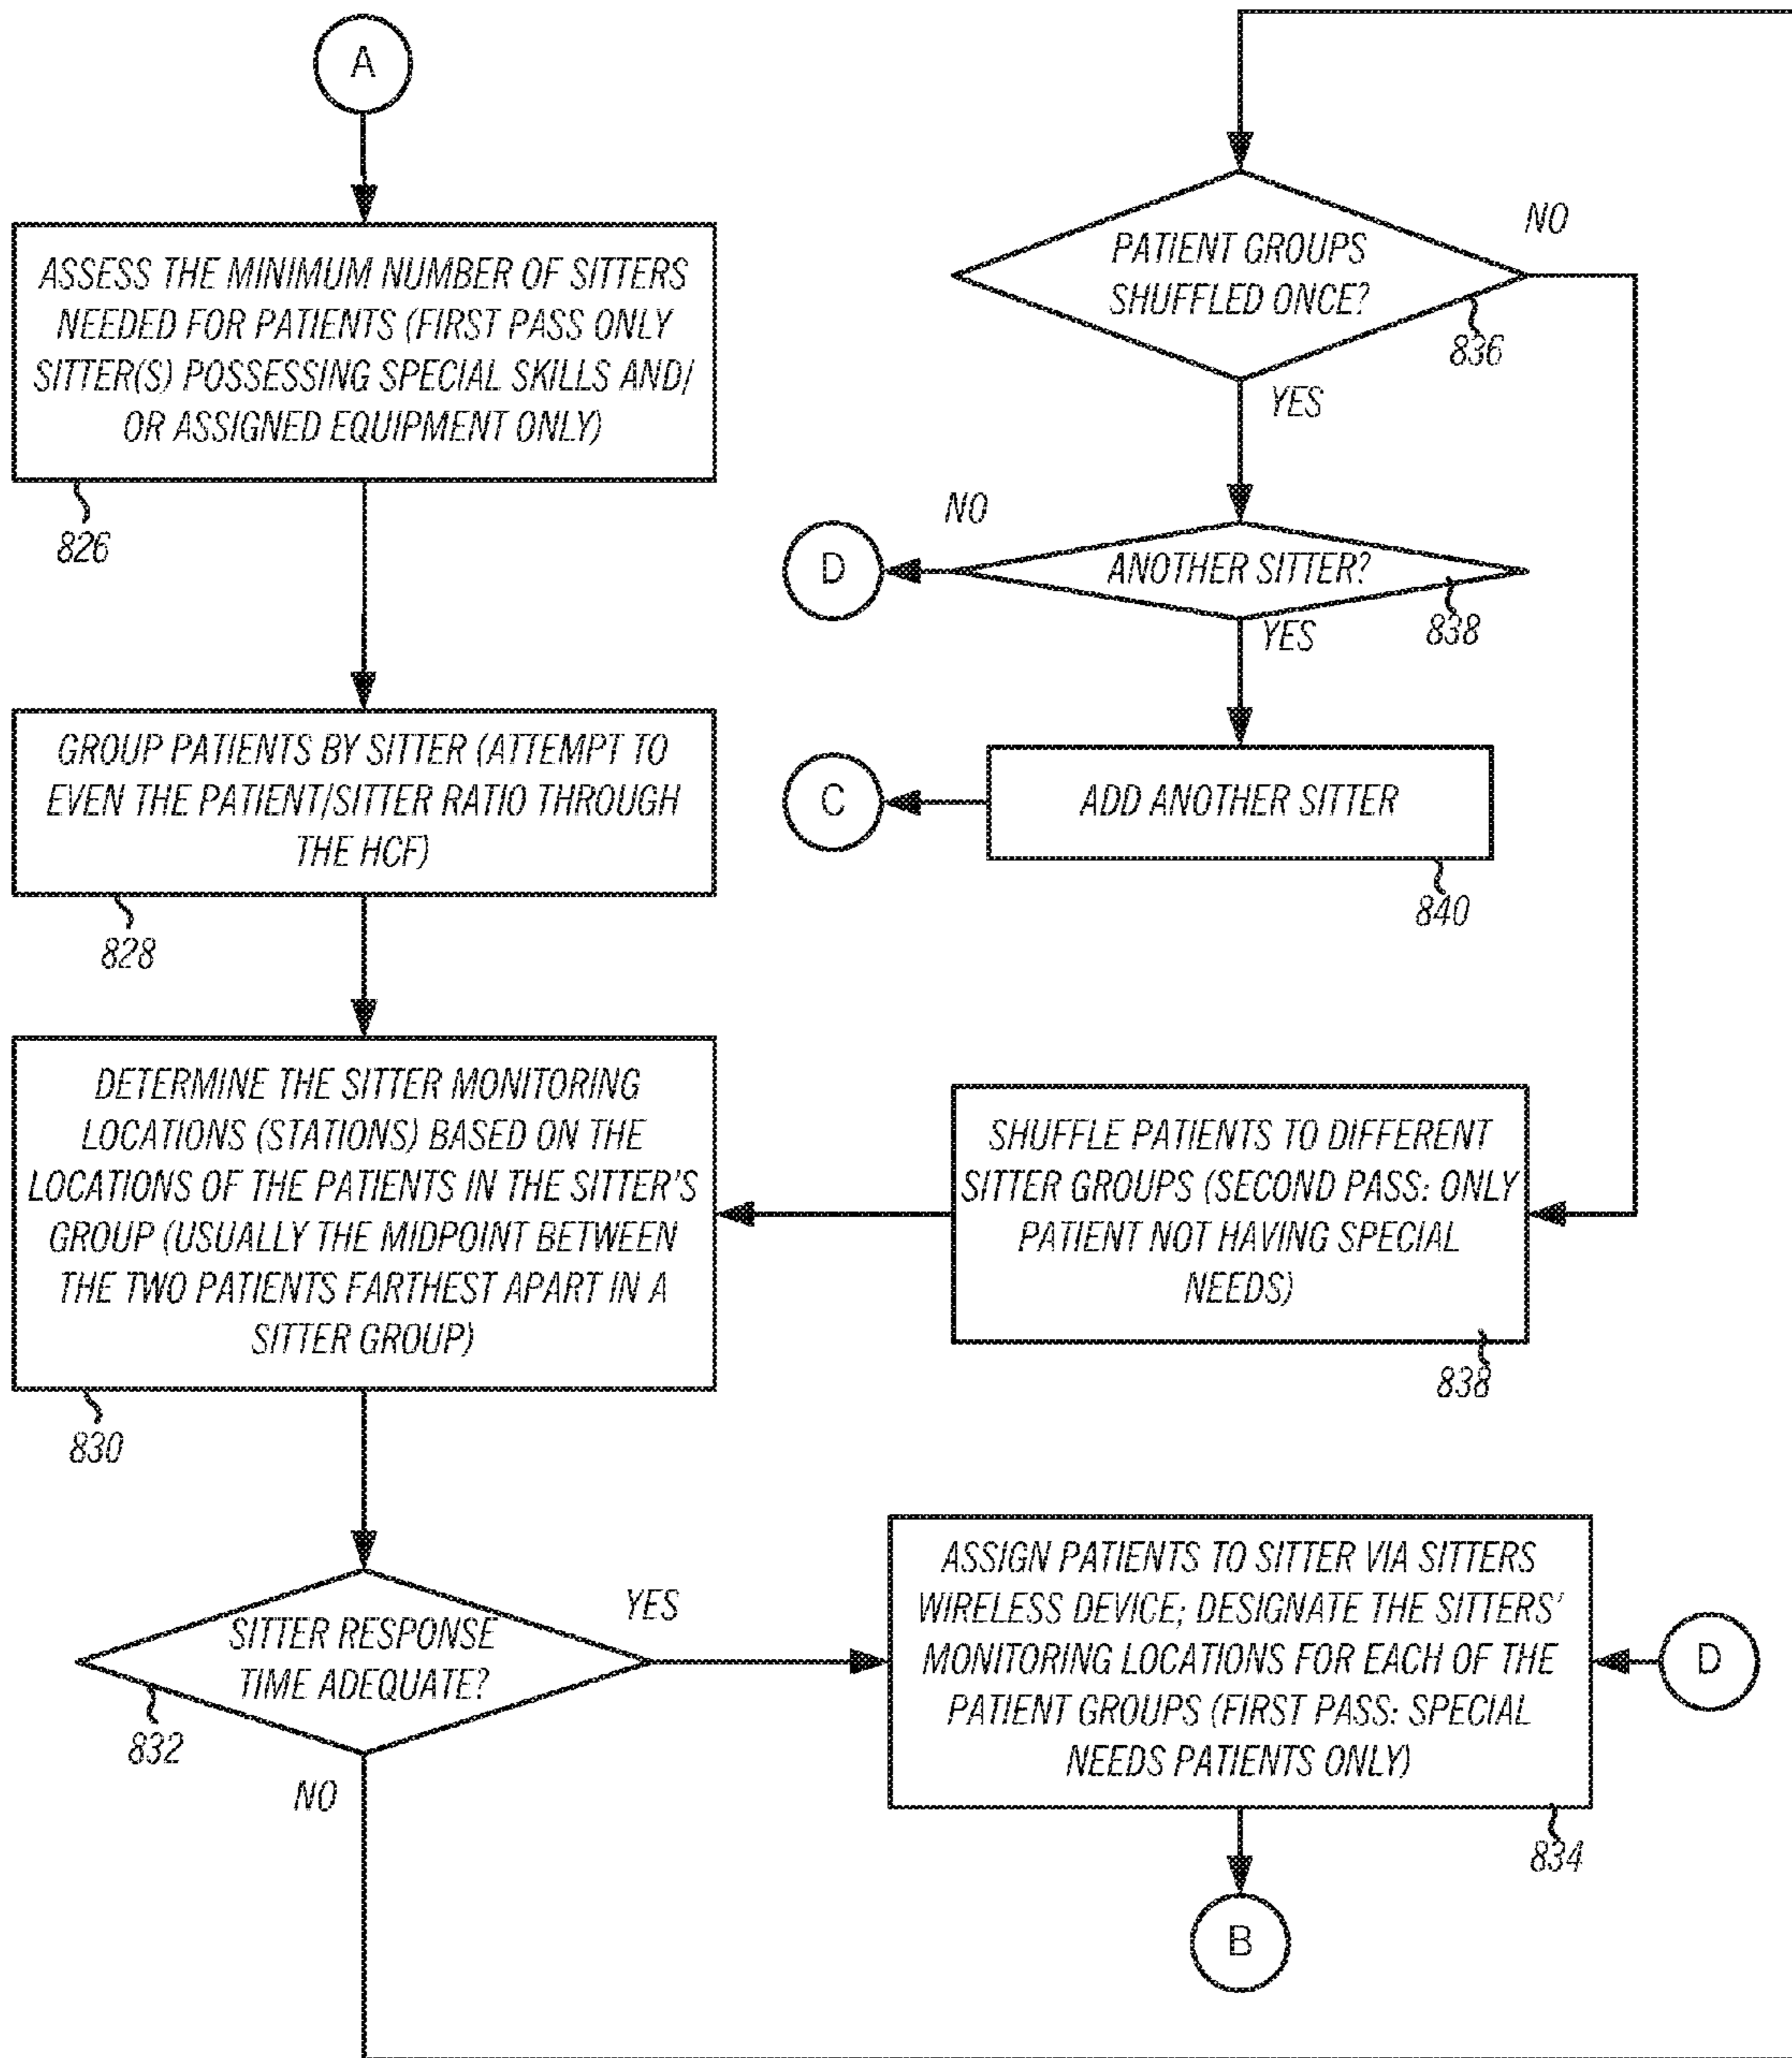 A
ASSESS THE MINIMUM NUMBER OF SITTERS
NEEDED FOR PATIENTS (FIRST PASS ONLY
SITTER(S) POSSESSING SPECIAL SKILLS AND/
OR ASSIGNED EQUIPMENT ONLY)
826
GROUP PATIENTS BY SITTER (ATTEMPT TO
EVEN THE PATIENT/SITTER RATIO THROUGH
THE HCF)
828
DETERMINE THE SITTER MONITORING
LOCATIONS (STATIONS) BASED ON THE
LOCATIONS OF THE PATIENTS IN THE SITTER'S
GROUP (USUALLY THE MIDPOINT BETWEEN
THE TWO PATIENTS FARTHEST APART IN A
SITTER GROUP)
830
SITTER RESPONSE
TIME ADEQUATE?
832
YES
NO
PATIENT GROUPS
SHUFFLED ONCE?
836
NO
YES
ANOTHER SITTER?
838
NO
D
YES
ADD ANOTHER SITTER
840
C
SHUFFLE PATIENTS TO DIFFERENT
SITTER GROUPS (SECOND PASS: ONLY
PATIENT NOT HAVING SPECIAL
NEEDS)
838
ASSIGN PATIENTS TO SITTER VIA SITTERS
WIRELESS DEVICE; DESIGNATE THE SITTERS'
MONITORING LOCATIONS FOR EACH OF THE
PATIENT GROUPS (FIRST PASS: SPECIAL
NEEDS PATIENTS ONLY)
834
D
B